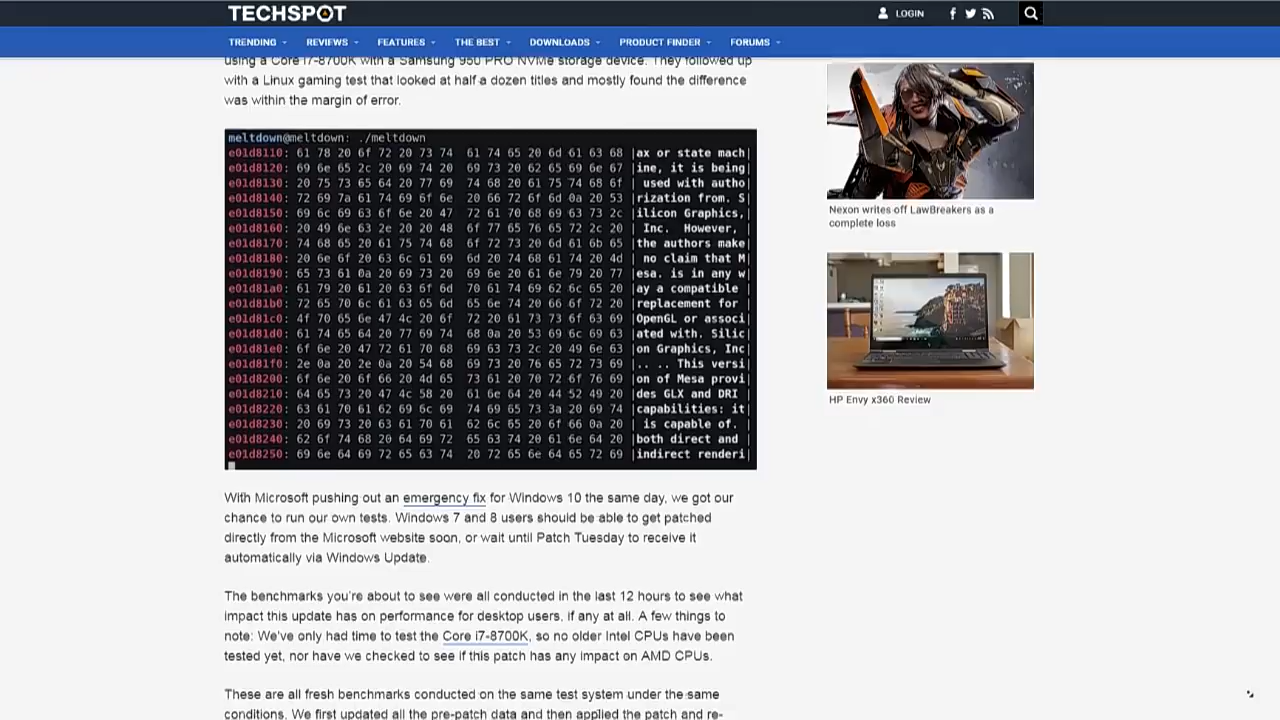 TECHSPOT
LOGIN
TRENDING
REVIEWS
FEATURES
THE BEST
DOWNLOADS
PRODUCT FINDER
FORUMS
using a Core i7-8700K with a Samsung 950 PRO NVMe storage device. They followed up
with a Linux gaming test that looked at half a dozen titles and mostly found the difference
was within the margin of error.
meltdown@meltdown: ./meltdown
e01d8110: 61 78 20 6f 72 20 73 74 61 74 65 20 6d 61 63 68 |ax or state mach|
e01d8120: 69 6e 65 2c 20 69 74 20 69 73 20 62 65 69 6e 67 |ine, it is being|
e01d8130: 20 75 73 65 64 20 77 69 74 68 20 61 75 74 68 6f | used with autho|
e01d8140: 72 69 7a 61 74 69 6f 6e 20 66 72 6f 6d 0a 20 53 |rization from. S|
e01d8150: 69 6c 69 63 6f 6e 20 47 72 61 70 68 69 63 73 2c |ilicon Graphics,|
e01d8160: 20 49 6e 63 2e 20 20 48 6f 77 65 76 65 72 2c 20 | Inc.  However, |
e01d8170: 74 68 65 20 61 75 74 68 6f 72 73 20 6d 61 6b 65 |the authors make|
e01d8180: 20 6e 6f 20 63 6c 61 69 6d 20 74 68 61 74 20 4d | no claim that M|
e01d8190: 65 73 61 0a 20 69 73 20 69 6e 20 61 6e 79 20 77 |esa. is in any w|
e01d81a0: 61 79 20 61 20 63 6f 6d 70 61 74 69 62 6c 65 20 |ay a compatible |
e01d81b0: 72 65 70 6c 61 63 65 6d 65 6e 74 20 66 6f 72 20 |replacement for |
e01d81c0: 4f 70 65 6e 47 4c 20 6f 72 20 61 73 73 6f 63 69 |OpenGL or associ|
e01d81d0: 61 74 65 64 20 77 69 74 68 0a 20 53 69 6c 69 63 |ated with. Silic|
e01d81e0: 6f 6e 20 47 72 61 70 68 69 63 73 2c 20 49 6e 63 |on Graphics, Inc|
e01d81f0: 2e 0a 20 2e 0a 20 54 68 69 73 20 76 65 72 73 69 |.. .. This versi|
e01d8200: 6f 6e 20 6f 66 20 4d 65 73 61 20 70 72 6f 76 69 |on of Mesa provi|
e01d8210: 64 65 73 20 47 4c 58 20 61 6e 64 20 44 52 49 20 |des GLX and DRI |
e01d8220: 63 61 70 61 62 69 6c 69 74 69 65 73 3a 20 69 74 |capabilities: it|
e01d8230: 20 69 73 20 63 61 70 61 62 6c 65 20 6f 66 0a 20 | is capable of. |
e01d8240: 62 6f 74 68 20 64 69 72 65 63 74 20 61 6e 64 20 |both direct and |
e01d8250: 69 6e 64 69 72 65 63 74 20 72 65 6e 64 65 72 69 |indirect renderi|
Nexon writes off LawBreakers as a
complete loss
HP Envy x360 Review
With Microsoft pushing out an emergency fix for Windows 10 the same day, we got our
chance to run our own tests. Windows 7 and 8 users should be able to get patched
directly from the Microsoft website soon, or wait until Patch Tuesday to receive it
automatically via Windows Update.
The benchmarks you're about to see were all conducted in the last 12 hours to see what
impact this update has on performance for desktop users, if any at all. A few things to
note: We've only had time to test the Core i7-8700K, so no older Intel CPUs have been
tested yet, nor have we checked to see if this patch has any impact on AMD CPUs.
These are all fresh benchmarks conducted on the same test system under the same
conditions. We first updated all the pre-patch data and then applied the patch and re-